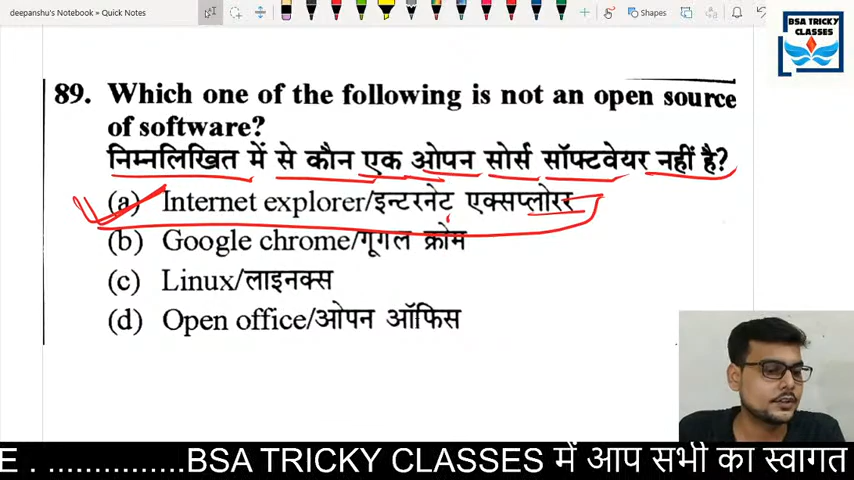 deepanshu's Notebook » Quick Notes
Shapes
BSA TRICKY
CLASSES
89. Which one of the following is not an open source
of software?
निम्नलिखित में से कौन एक ओपन सोर्स सॉफ्टवेयर नहीं है?
(a) Internet explorer/इन्टरनेट एक्सप्लोरर
(b) Google chrome/गूगल क्रोम
(c) Linux/लाइनक्स
(d) Open office/ओपन ऑफिस
E . ...............BSA TRICKY CLASSES में आप सभी का स्वागत